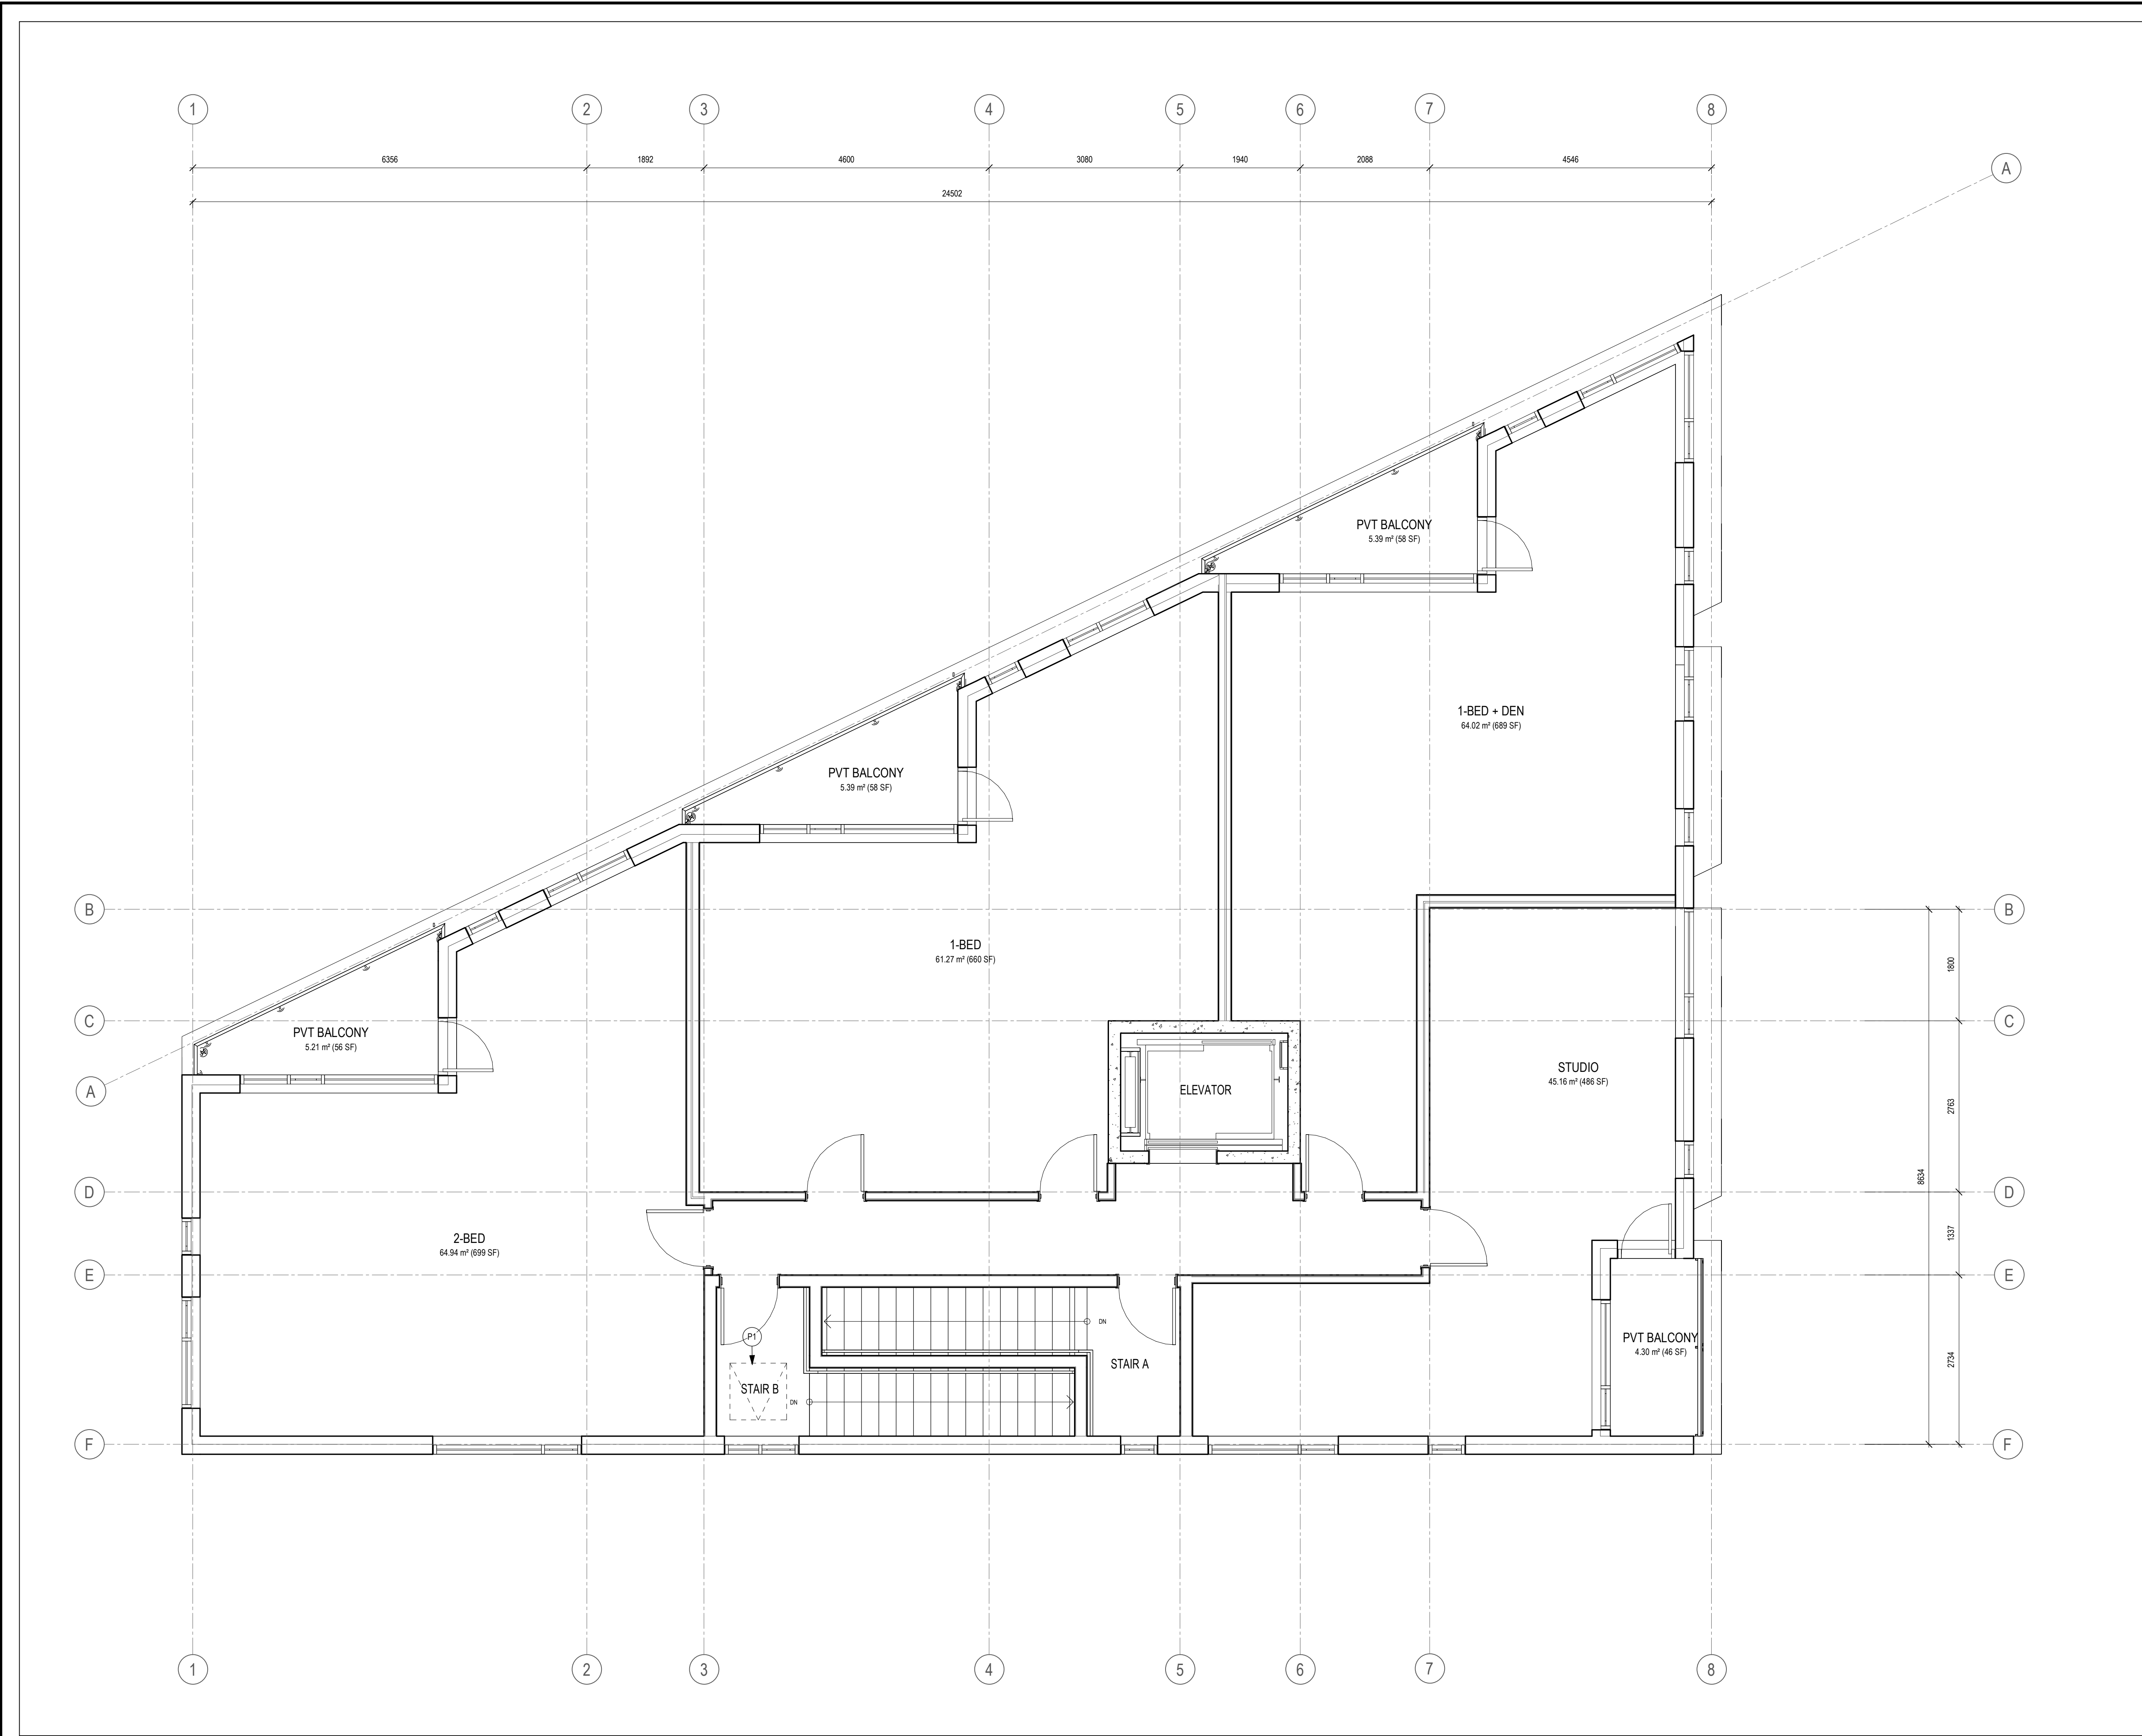 1
2
3
4
5
6
7
8
6356
1892
4600
3080
1940
2088
4546
A
24502
PVT BALCONY
5.39 m² (58 SF)
1-BED + DEN
64.02 m² (689 SF)
PVT BALCONY
5.39 m² (58 SF)
B
B
1-BED
61.27 m² (660 SF)
1800
C
C
PVT BALCONY
5.21 m² (56 SF)
STUDIO
45.16 m² (486 SF)
A
ELEVATOR
2763
8634
D
D
2-BED
64.94 m² (699 SF)
1337
E
E
DN
P1
STAIR A
PVT BALCONY
4.30 m² (46 SF)
2734
STAIR B
DN
F
F
1
2
3
4
5
6
7
8